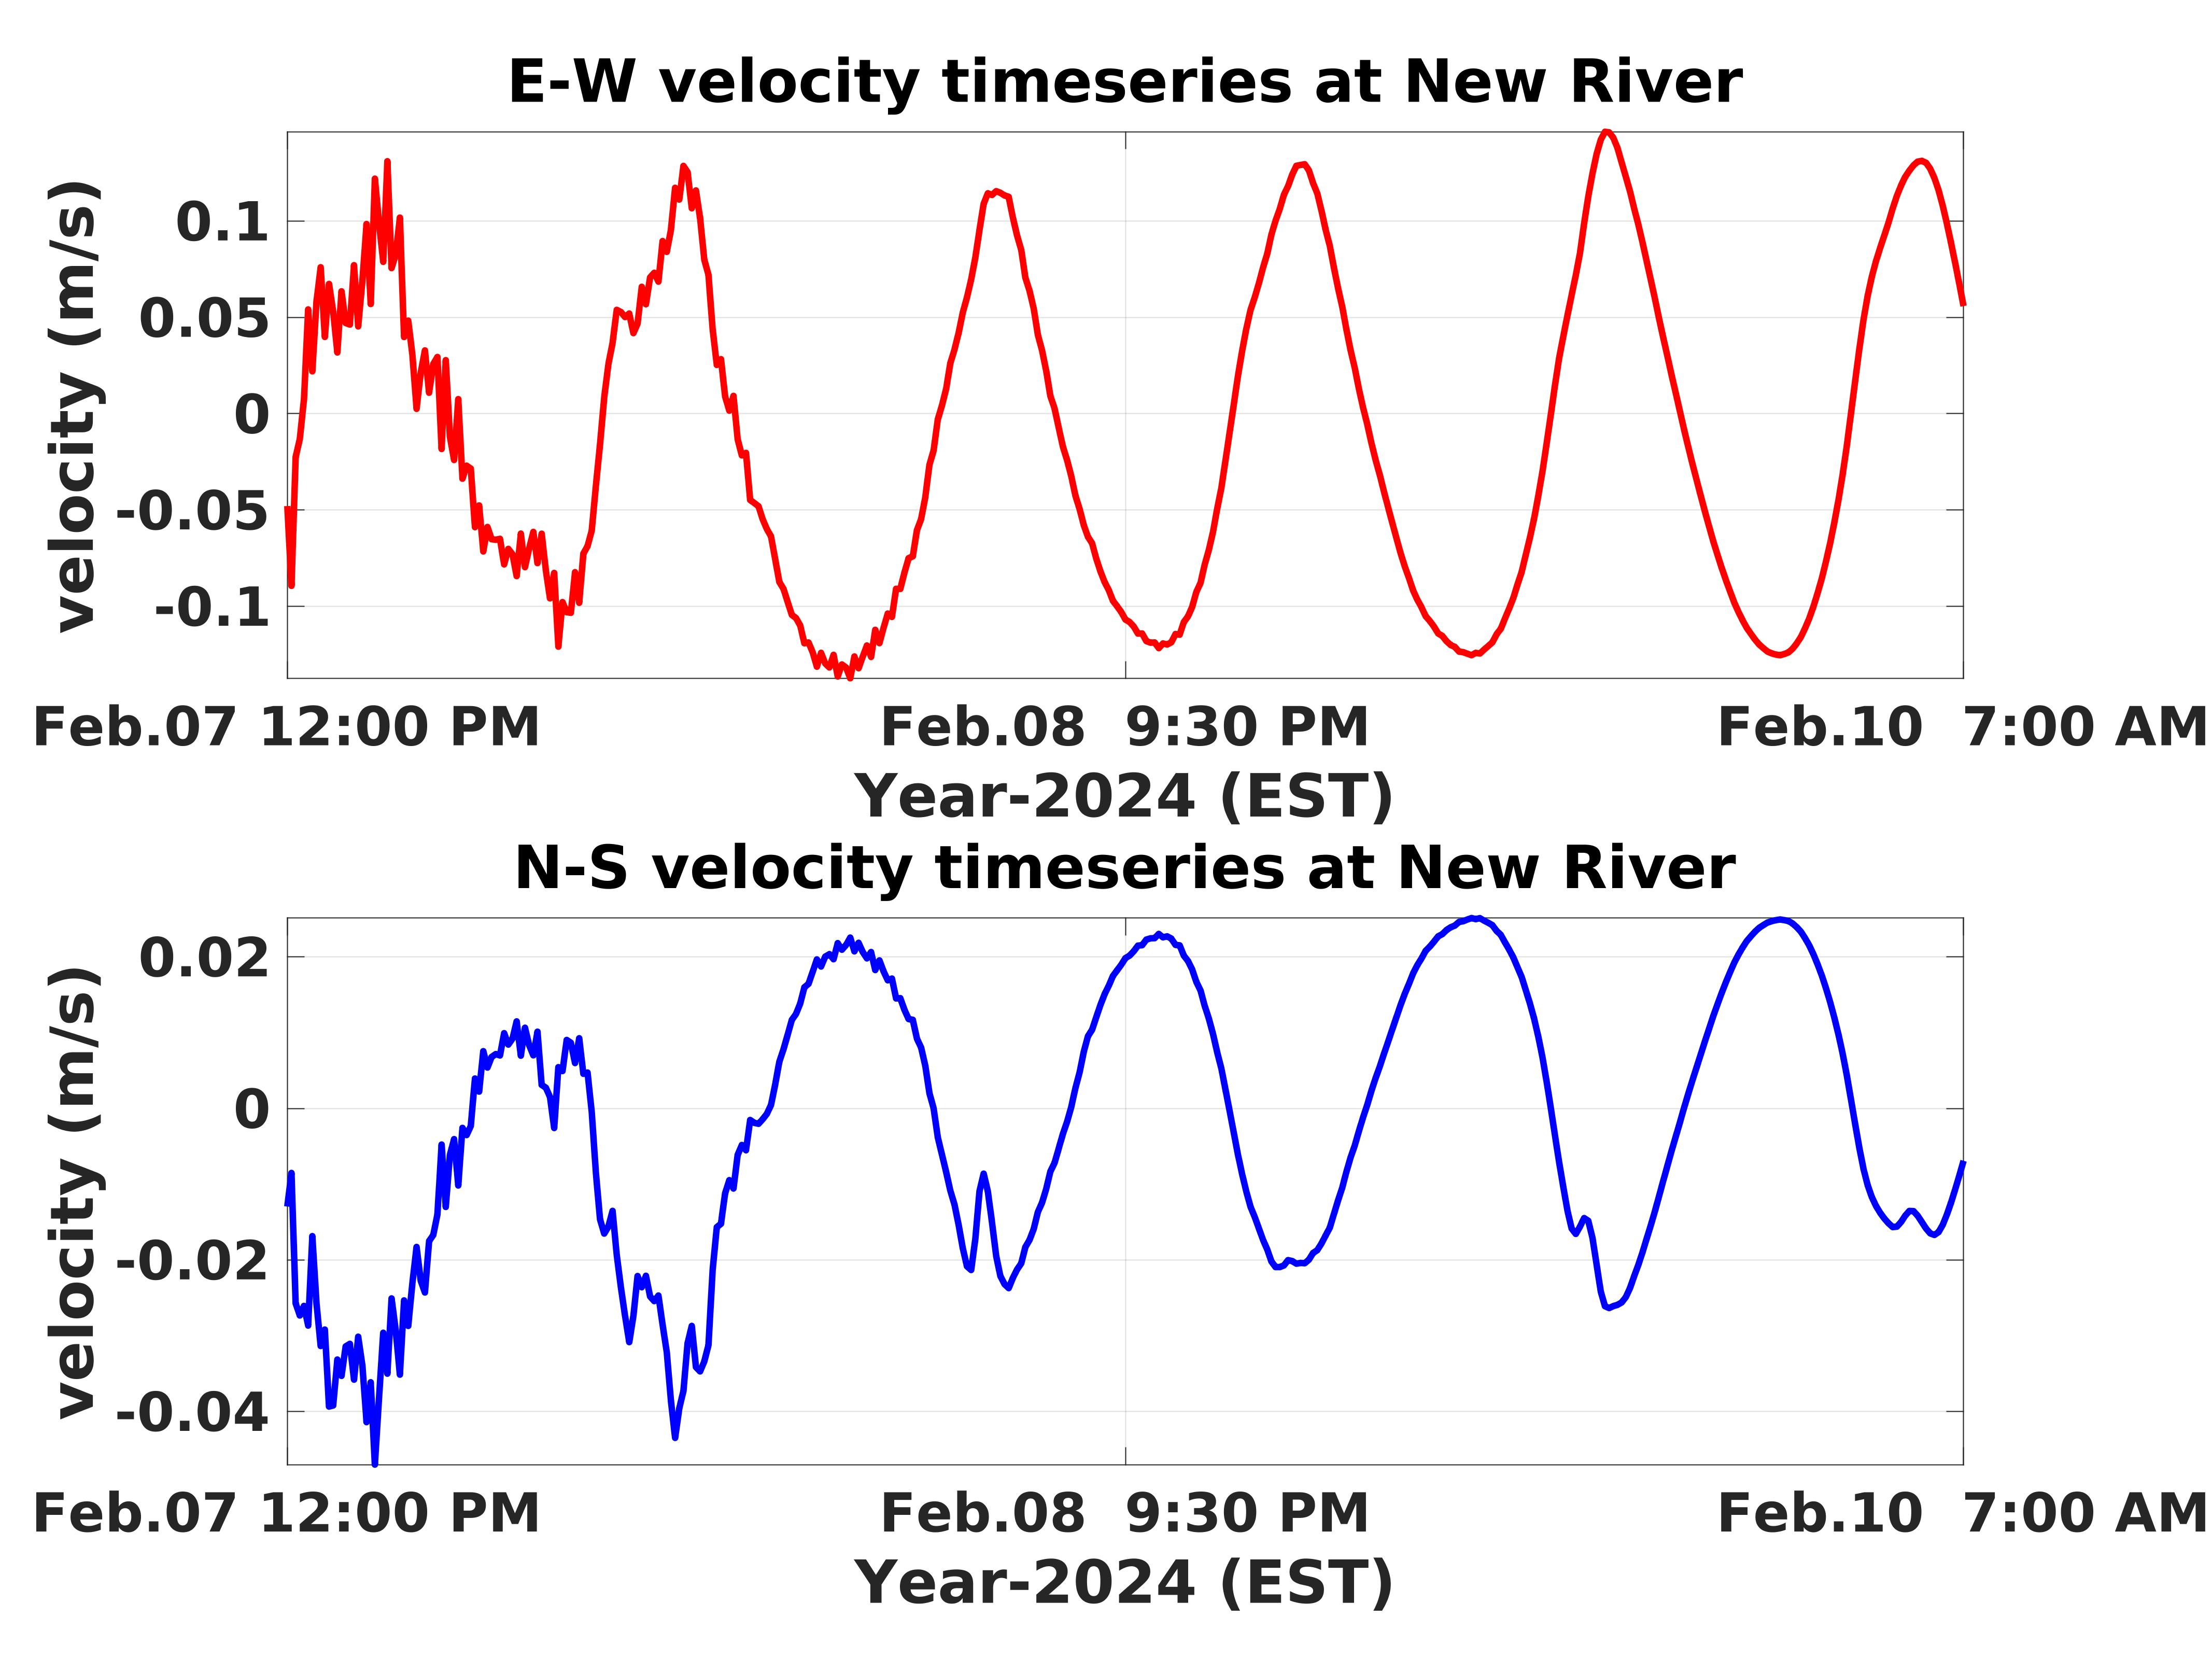 E-W velocity timeseries at New River
velocity (m/s)
0.1
0.05
0
-0.05
-0.1
Feb.07 12:00 PM
Feb.08  9:30 PM
Feb.10  7:00 AM
Year-2024 (EST)
N-S velocity timeseries at New River
velocity (m/s)
0.02
0
-0.02
-0.04
Feb.07 12:00 PM
Feb.08  9:30 PM
Feb.10  7:00 AM
Year-2024 (EST)